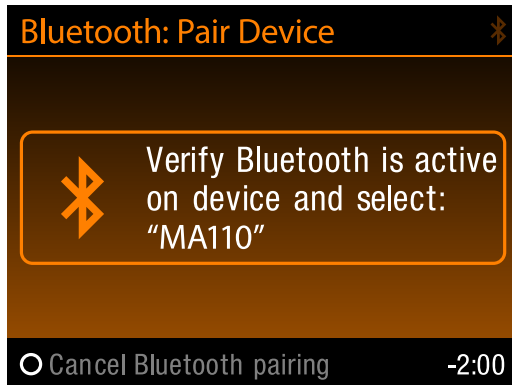 Bluetooth: Pair Device
Verify Bluetooth is active
on device and select:
“MA110”
Cancel Bluetooth pairing
-2:00